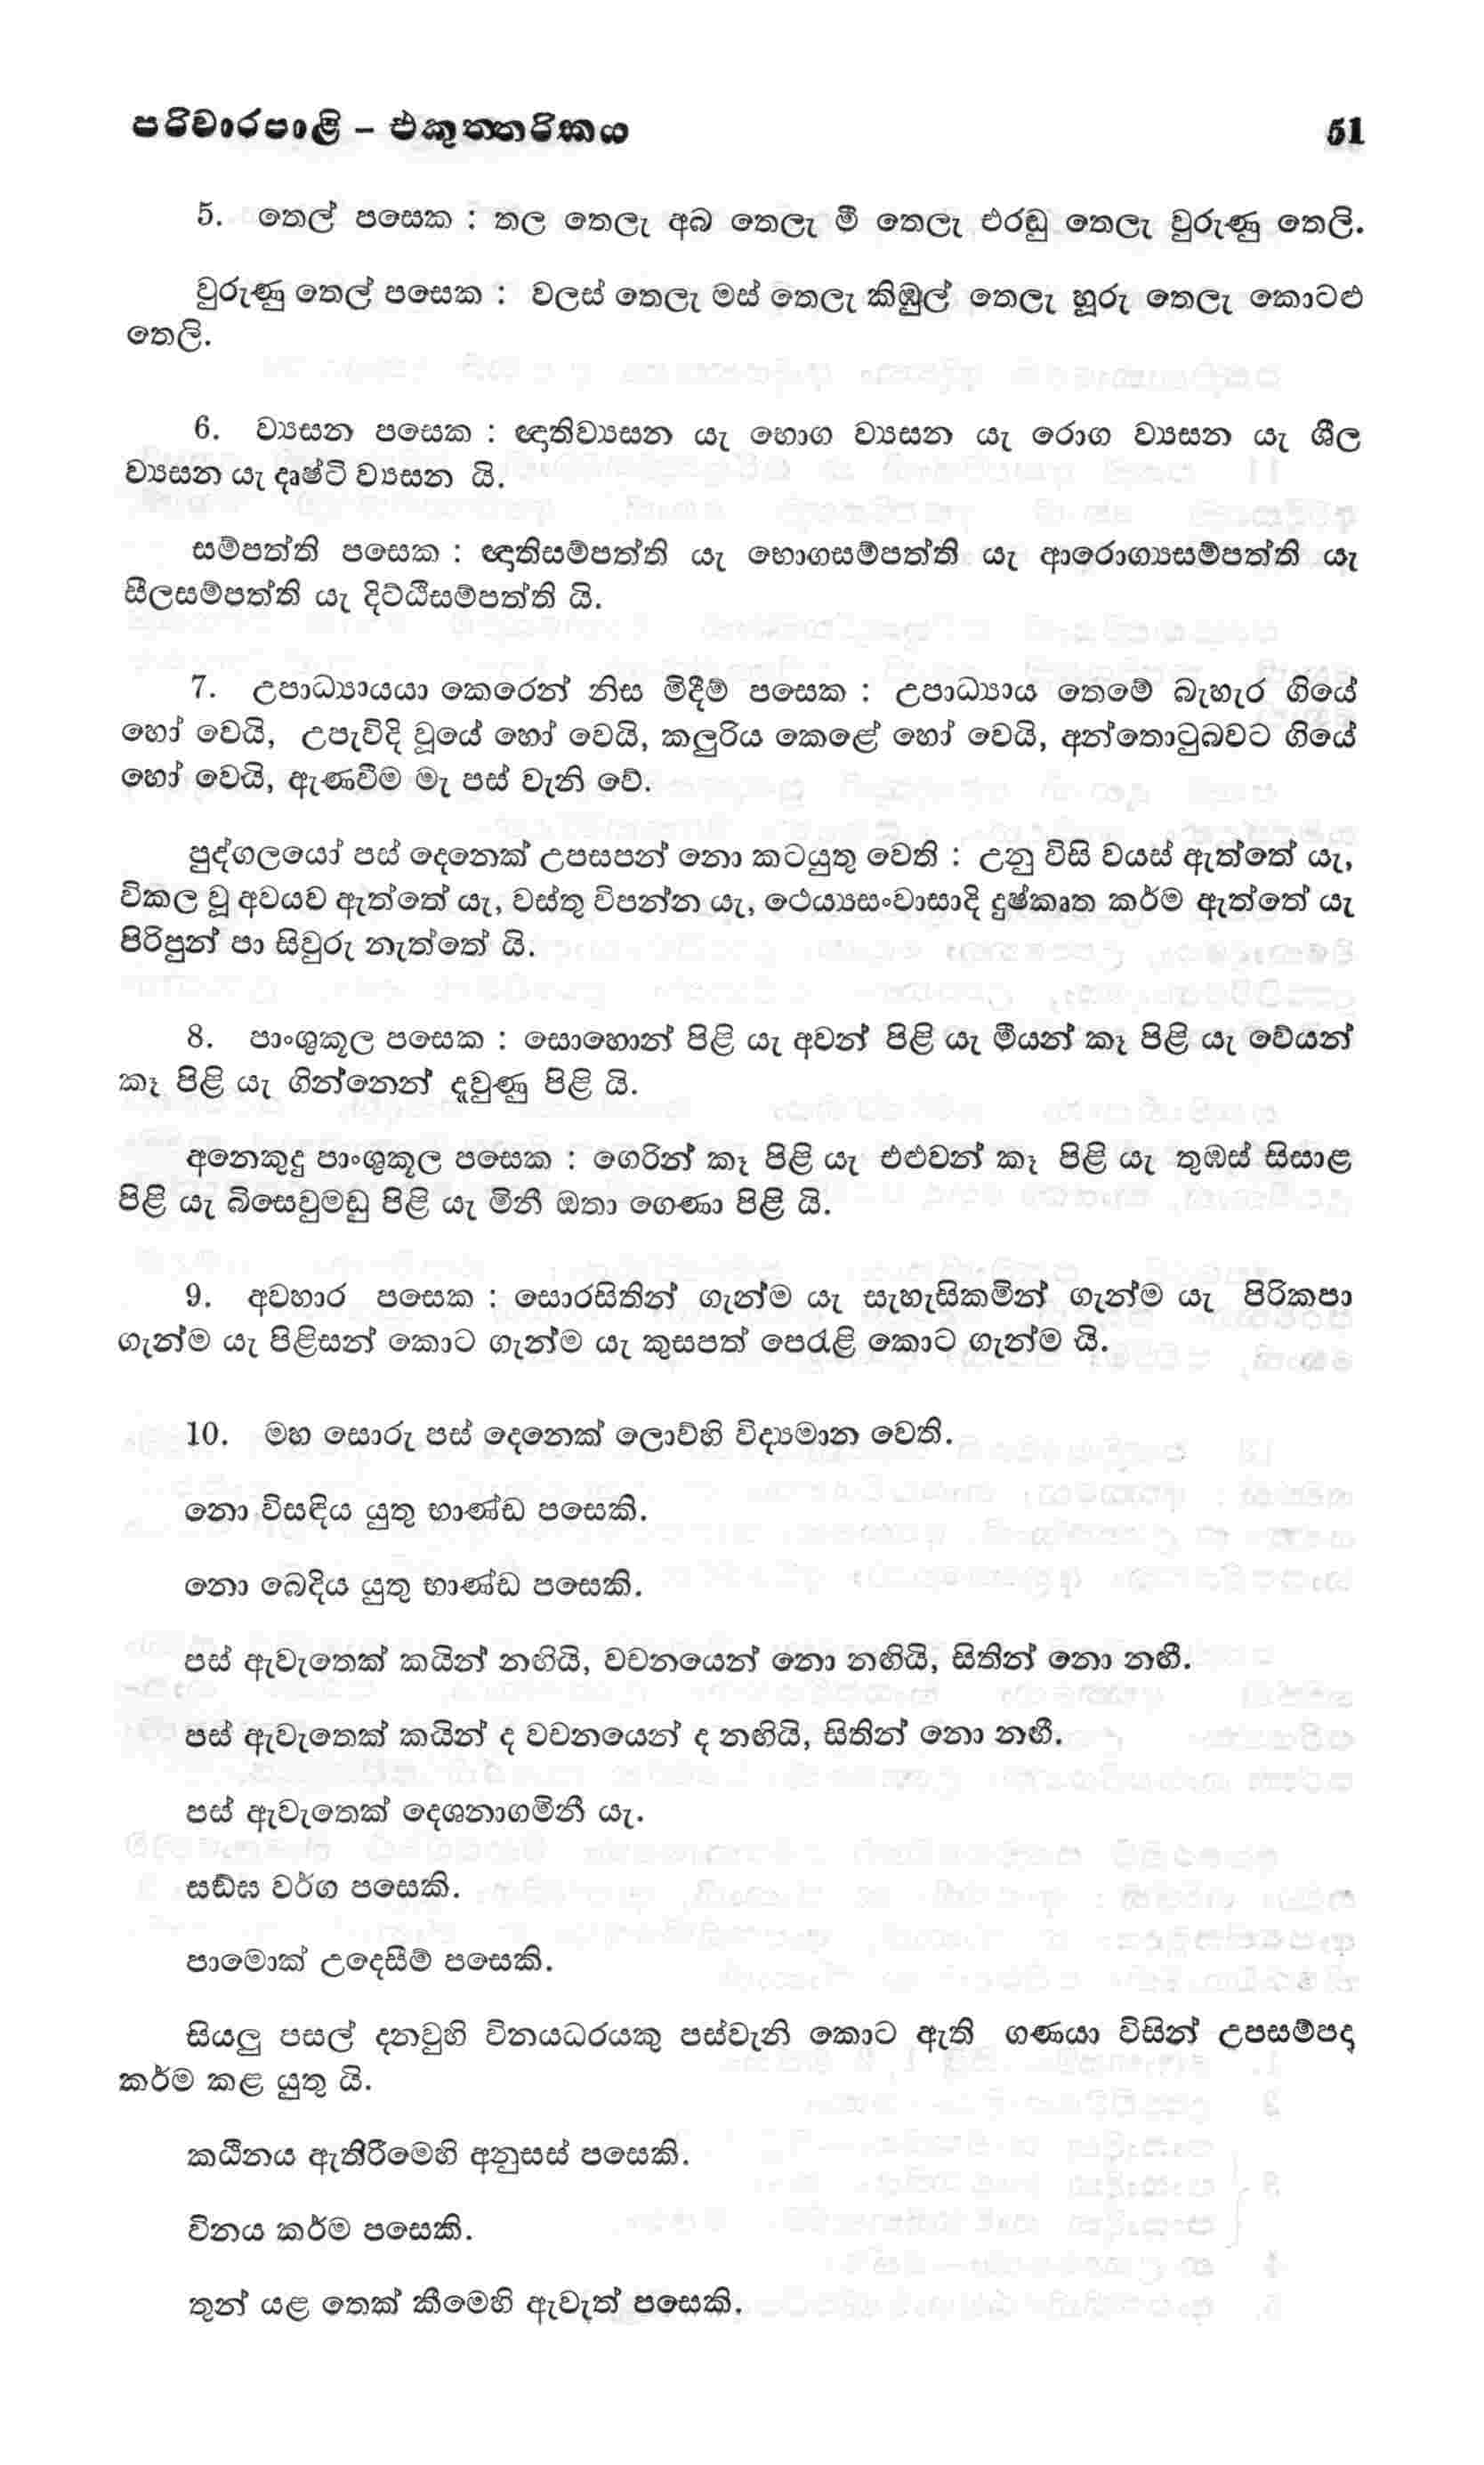 පරිවාරපාළි – එකුත්තරිකය 51
5. තෙල් පසෙක : තල තෙලැ අබ තෙලැ මී තෙලැ එරඬු තෙලැ වුරුණු තෙලි.
වුරුණු තෙල් පසෙක : වලස් තෙලැ මස් තෙලැ කිඹුල් තෙලැ හූරු තෙලැ කොටළු
තෙලි.
6. ව්‍යසන පසෙක : ඥාතිව්‍යසන යැ භොග ව්‍යසන යැ රොග ව්‍යසන යැ ශීල
ව්‍යසන යැ දෘෂ්ටි ව්‍යසන යි.
සම්පත්ති පසෙක : ඥාතිසම්පත්ති යැ භොගසම්පත්ති යැ ආරොග්‍යසම්පත්ති යැ
සීලසම්පත්ති යැ දිට්ඨිසම්පත්ති යි.
7. උපාධ්‍යායයා කෙරෙන් නිස මිදීම් පසෙක : උපාධ්‍යාය තෙමේ බැහැර ගියේ
හෝ වෙයි, උපැවිදි වූයේ හෝ වෙයි, කලුරිය කෙළේ හෝ වෙයි, අන්තොටුබවට ගියේ
හෝ වෙයි, ඇණවීම මැ පස් වැනි වේ.
පුද්ගලයෝ පස් දෙනෙක් උපසපන් නො කටයුතු වෙති : උනු විසි වයස් ඇත්තේ යැ,
විකල වූ අවයව ඇත්තේ යැ, වස්තු විපන්න යැ, ථෙය්‍යසංවාසාදි දුෂ්කෘත කර්ම ඇත්තේ යැ
පිරිපුන් පා සිවුරු නැත්තේ යි.
8. පාංශුකූල පසෙක : සොහොන් පිළි යැ අවන් පිළි යැ මීයන් කෑ පිළි යැ වේයන්
කෑ පිළි යැ ගින්නෙන් දැවුණු පිළි යි.
අනෙකුදු පාංශුකූල පසෙක : ගෙරින් කෑ පිළි යැ එළුවන් කෑ පිළි යැ තුඹස් සිසාළ
පිළි යැ බිසෙවුමඩු පිළි යැ මිනී ඔතා ගෙණා පිළි යි.
9. අවහාර පසෙක : සොරසිතින් ගැන්ම යැ සැහැසිකමින් ගැන්ම යැ පිරිකපා
ගැන්ම යැ පිළිසන් කොට ගැන්ම යැ කුසපත් පෙරැළි කොට ගැන්ම යි.
10. මහ සොරු පස් දෙනෙක් ලොව්හි විද්‍යමාන වෙති.
නො විසඳිය යුතු භාණ්ඩ පසෙකි.
නො බෙදිය යුතු භාණ්ඩ පසෙකි.
පස් ඇවැතෙක් කයින් නඟියි, වචනයෙන් නො නඟියි, සිතින් නො නඟී.
පස් ඇවැතෙක් කයින් ද වචනයෙන් ද නඟියි, සිතින් නො නඟී.
පස් ඇවැතෙක් දෙශනාගමිනී යැ.
සඞ්ඝ වර්ග පසෙකි.
පාමොක් උදෙසීම් පසෙකි.
සියලු පසල් දනවුහි විනයධරයකු පස්වැනි කොට ඇති ගණයා විසින් උපසම්පදා
කර්ම කළ යුතු යි.
කඨිනය ඇතිරීමෙහි අනුසස් පසෙකි.
විනය කර්ම පසෙකි.
තුන් යළ තෙක් කීමෙහි ඇවැත් පසෙකි.